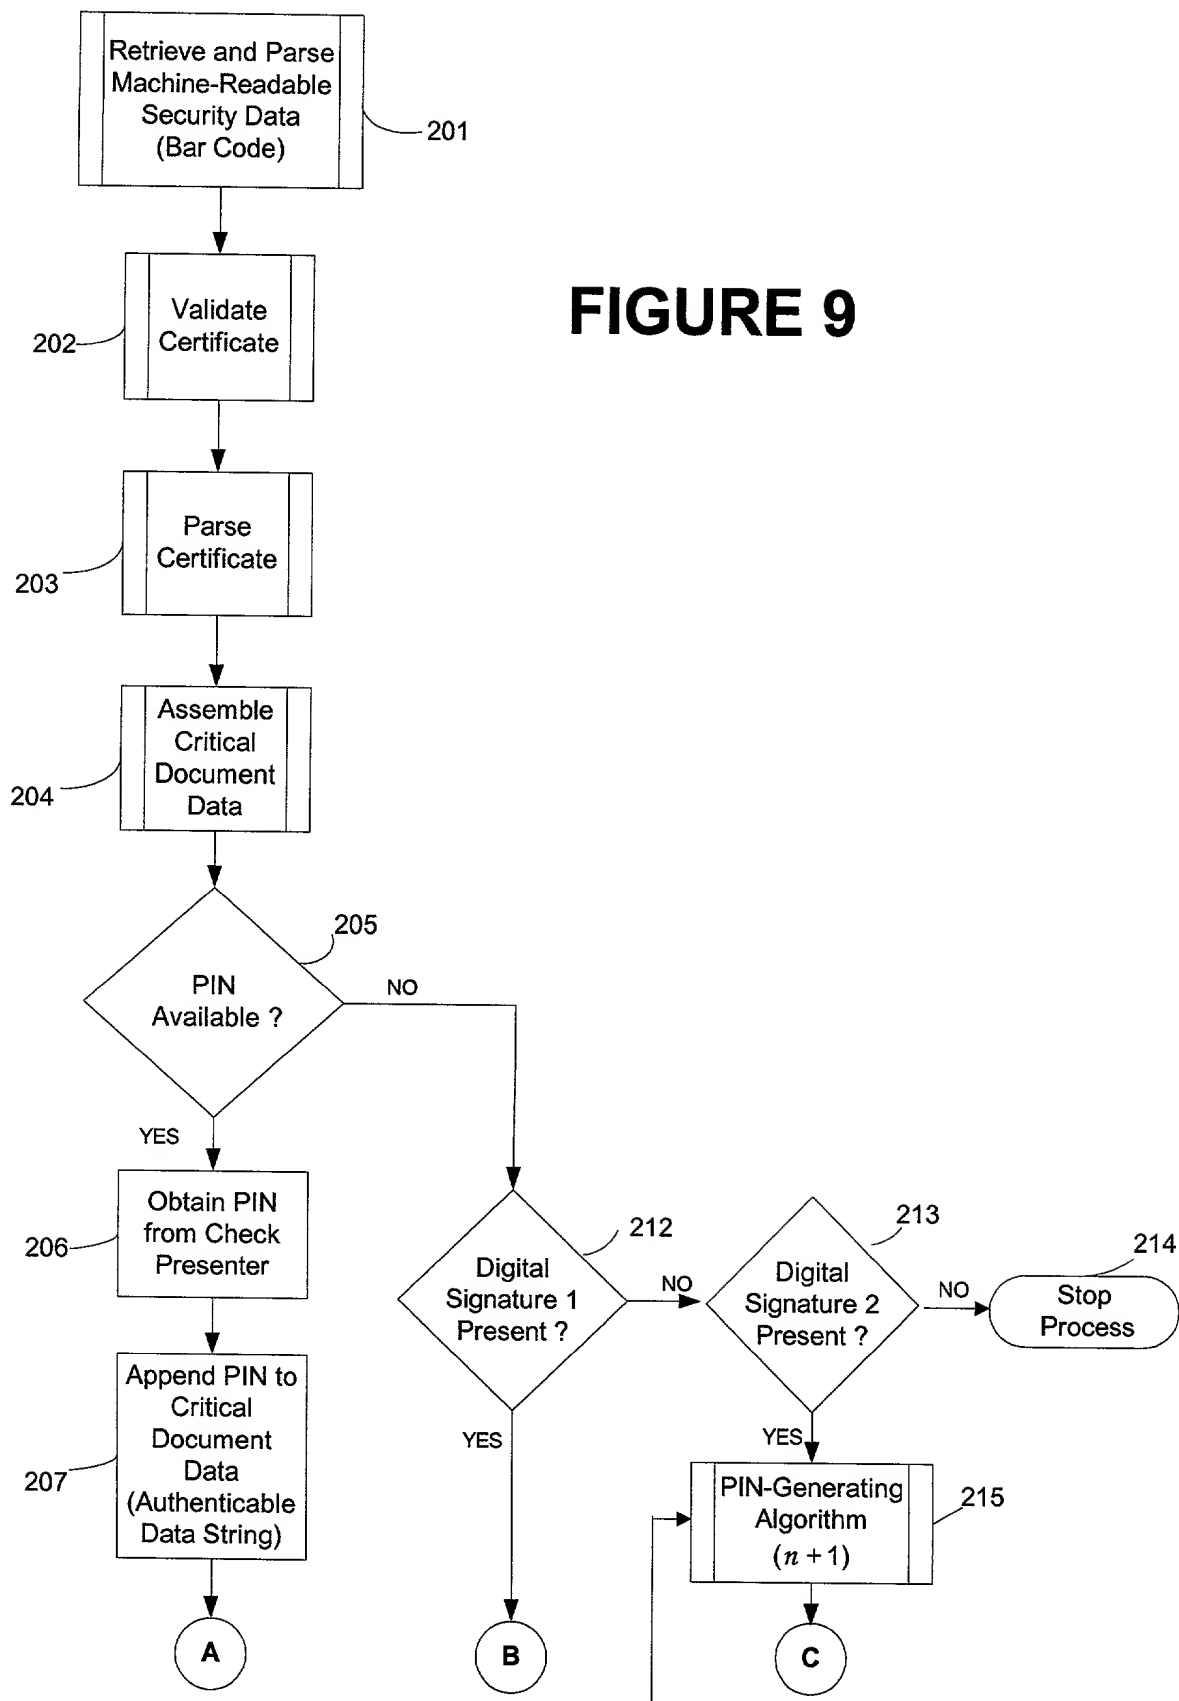 Retrieve and Parse
Machine-Readable
Security Data
(Bar Code)
201
FIGURE 9
Validate
Certificate
202
Parse
Certificate
203
Assemble
Critical
Document
Data
204
205
PIN
Available ?
NO
YES
Obtain PIN
from Check
Presenter
206
212
Digital
Signature 1
Present ?
NO
213
Digital
Signature 2
Present ?
NO
214
Stop
Process
Append PIN to
Critical
Document
Data
(Authenticable
Data String)
207
YES
YES
PIN-Generating
Algorithm
(n + 1)
215
A
B
C